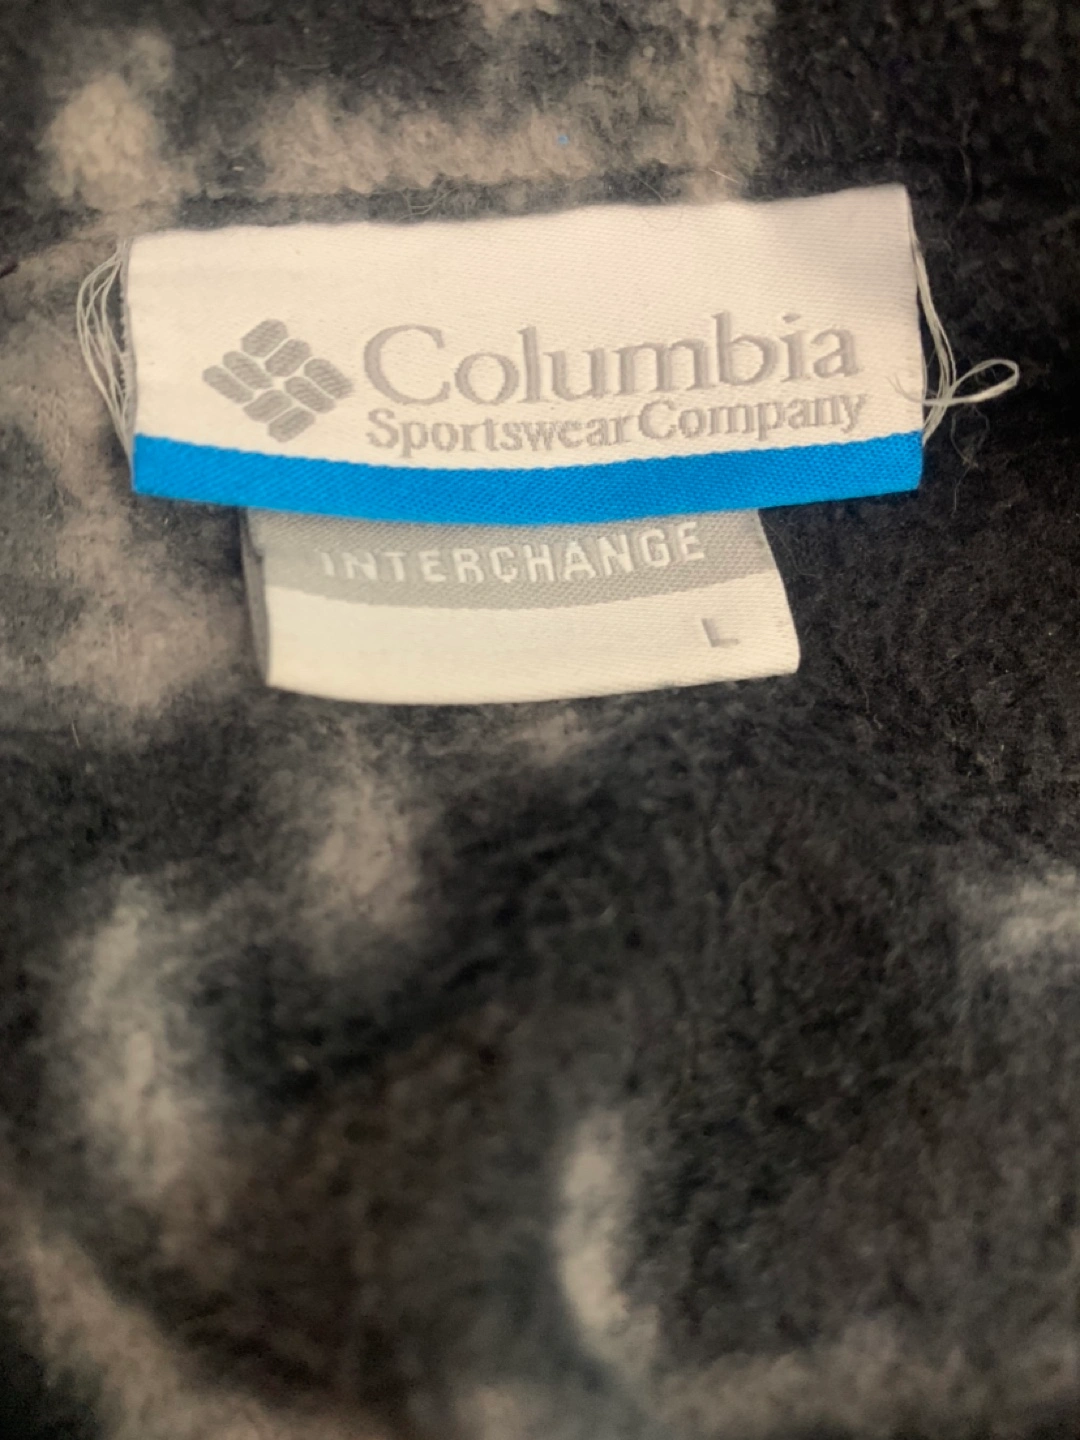 Columbia
Sportswear Company
INTERCHANGE
L